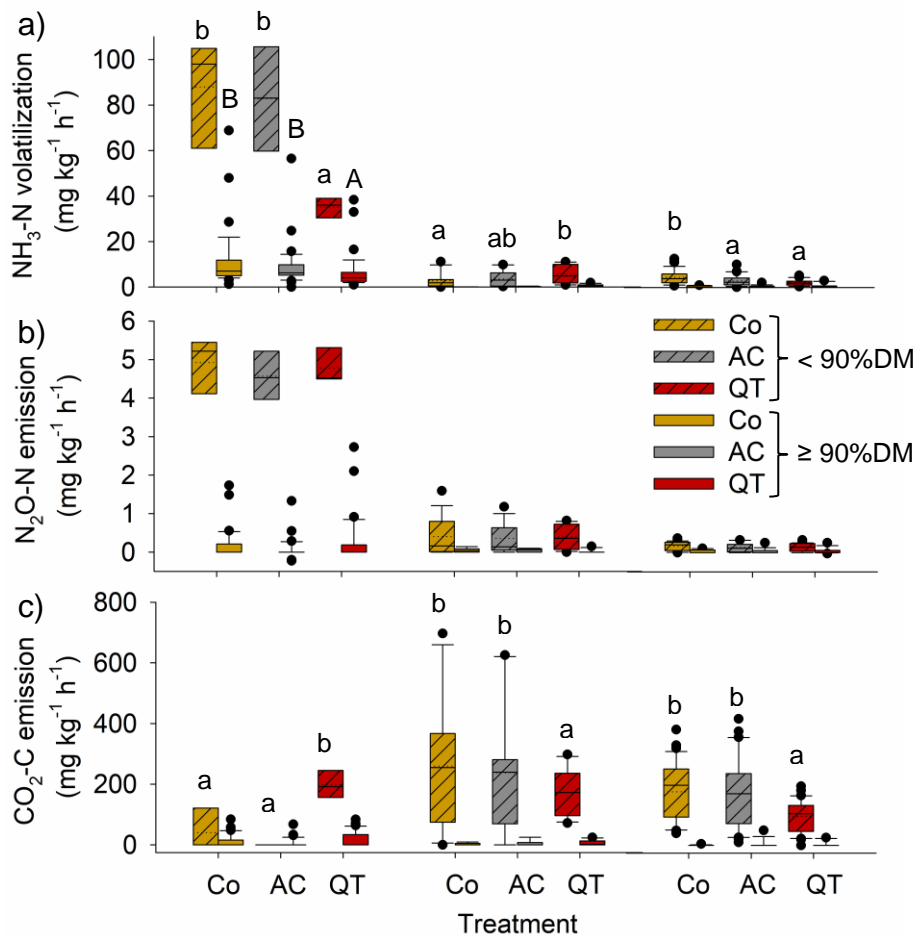 a)
NH₃-N volatilization
(mg kg⁻¹ h⁻¹)
100
80
60
40
20
0
b
B
b
B
a
A
a
ab
b
b
a
a
b)
N₂O-N emission
(mg kg⁻¹ h⁻¹)
6
5
4
3
2
1
0
Co
AC
QT
< 90%DM
Co
AC
QT
≥ 90%DM
c)
CO₂-C emission
(mg kg⁻¹ h⁻¹)
800
600
400
200
0
a
a
b
b
b
a
b
b
a
Co AC QT Co AC QT Co AC QT
Treatment